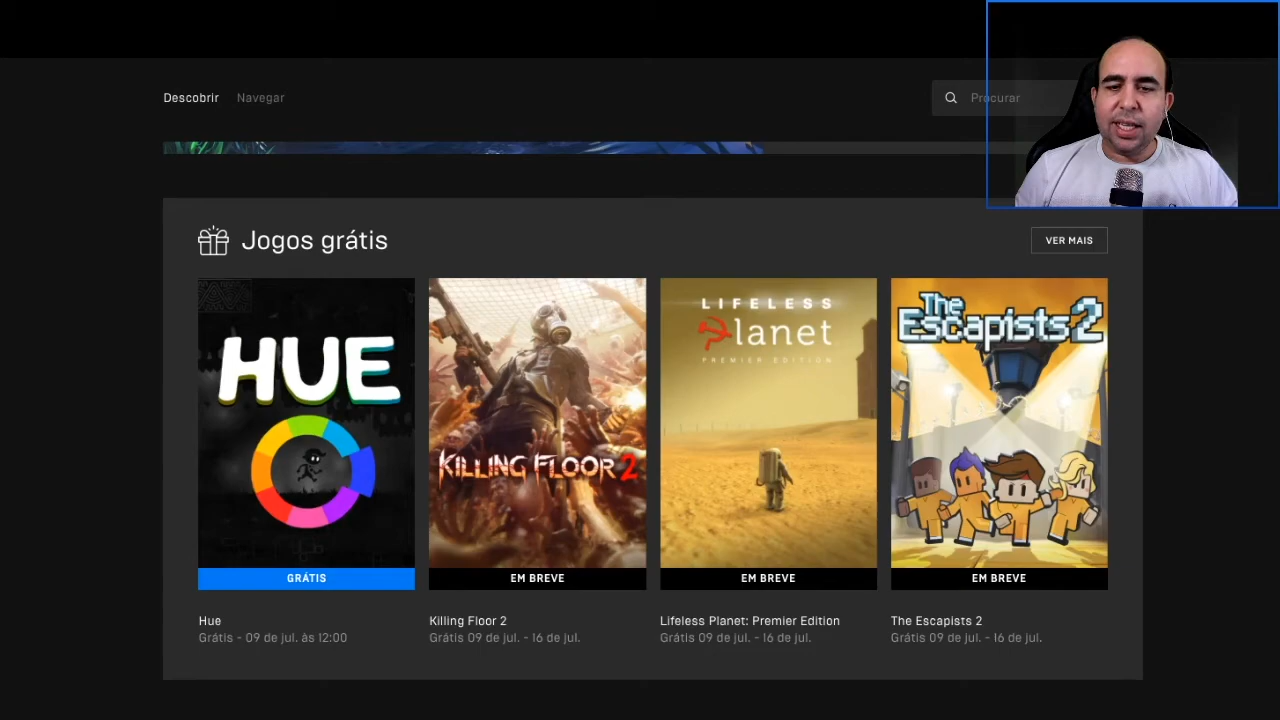 Descobrir
Navegar
Procurar
Jogos grátis
VER MAIS
HUE
KILLING FLOOR 2
LIFELESS
Planet
PREMIER EDITION
The
Escapists 2
GRÁTIS
EM BREVE
EM BREVE
EM BREVE
Hue
Grátis - 09 de jul. às 12:00
Killing Floor 2
Grátis 09 de jul. - 16 de jul.
Lifeless Planet: Premier Edition
Grátis 09 de jul. - 16 de jul.
The Escapists 2
Grátis 09 de jul. - 16 de jul.